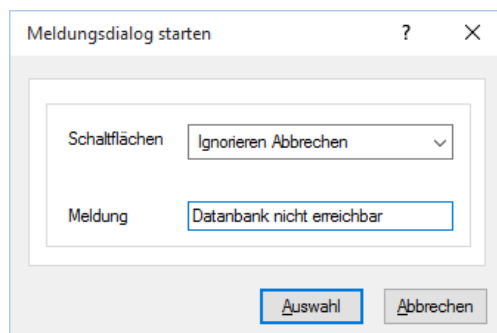 Meldungsdialog starten ?
Schaltflächen Ignorieren Abbrechen
Meldung Datanbank nicht erreichbar
Auswahl Abbrechen